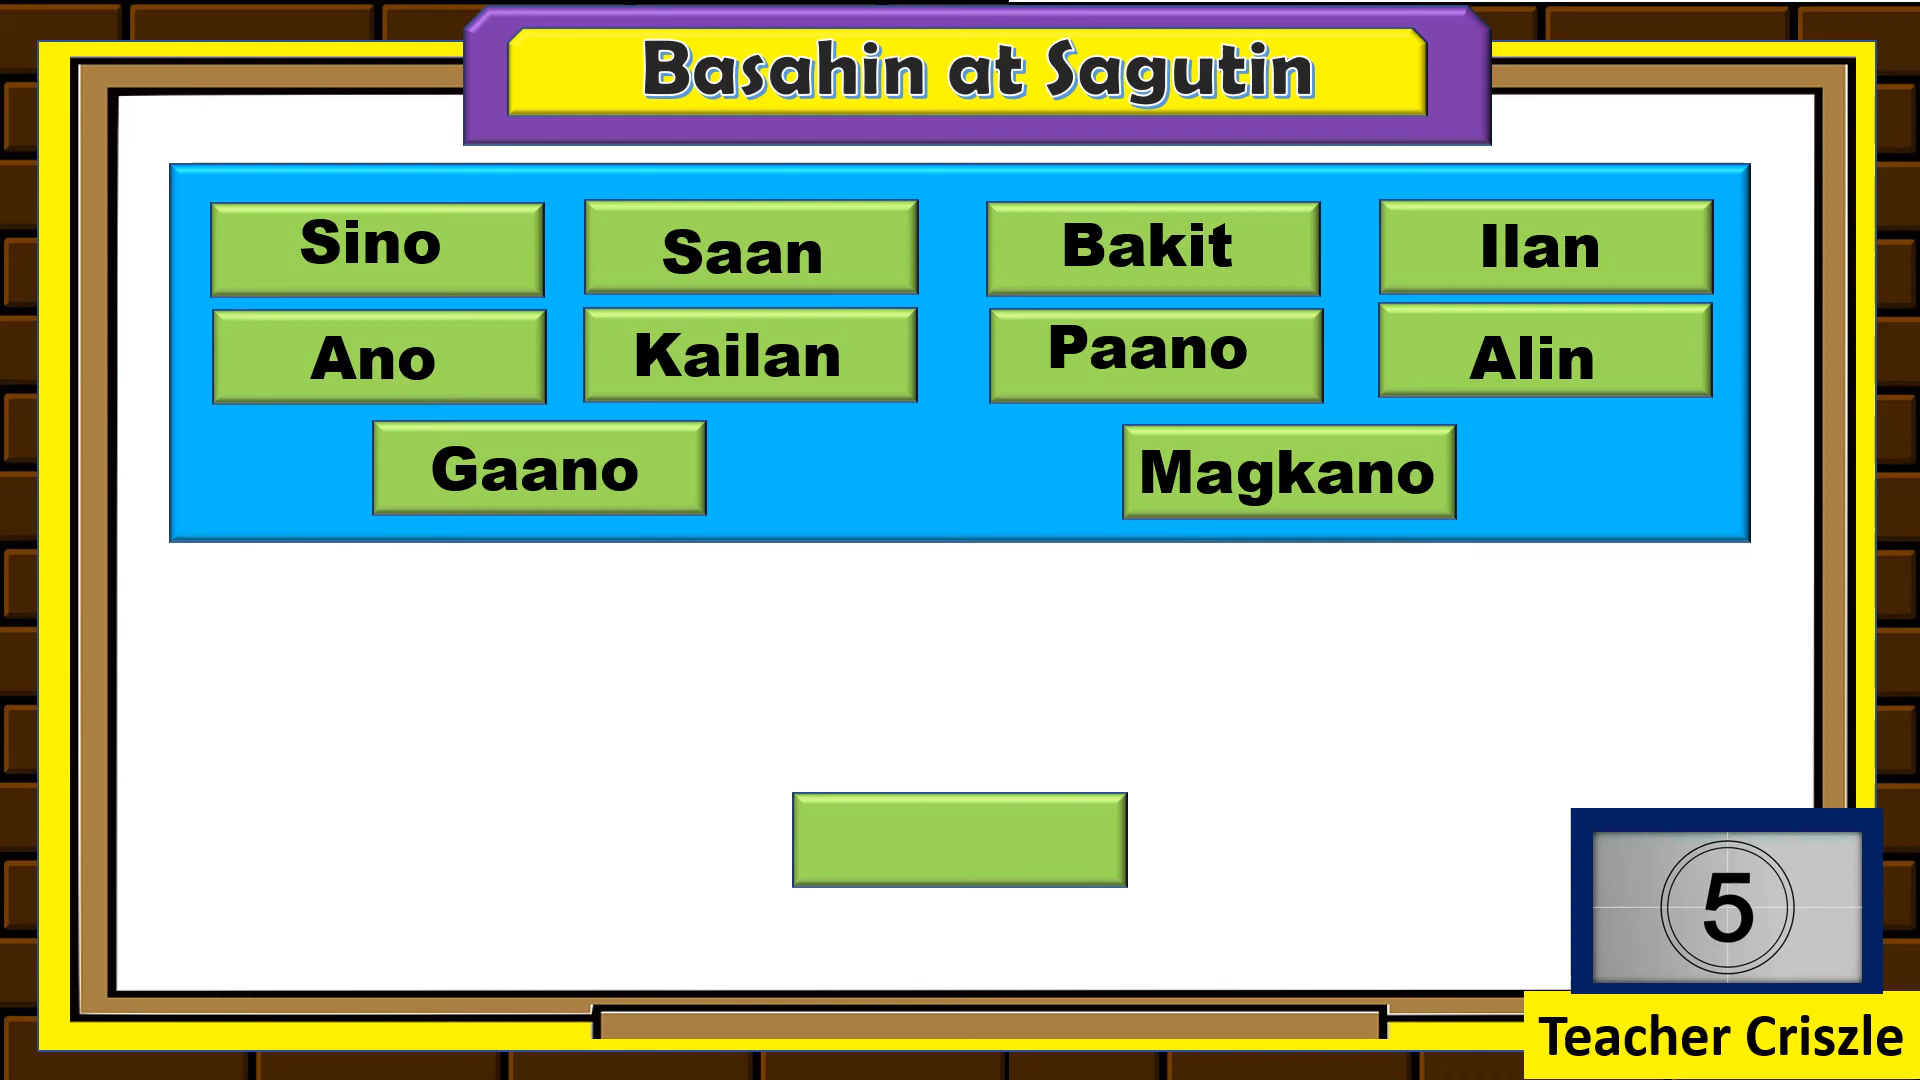 Basahin at Sagutin
Sino Saan Bakit Ilan
Ano Kailan Paano Alin
Gaano Magkano
5
Teacher Criszle